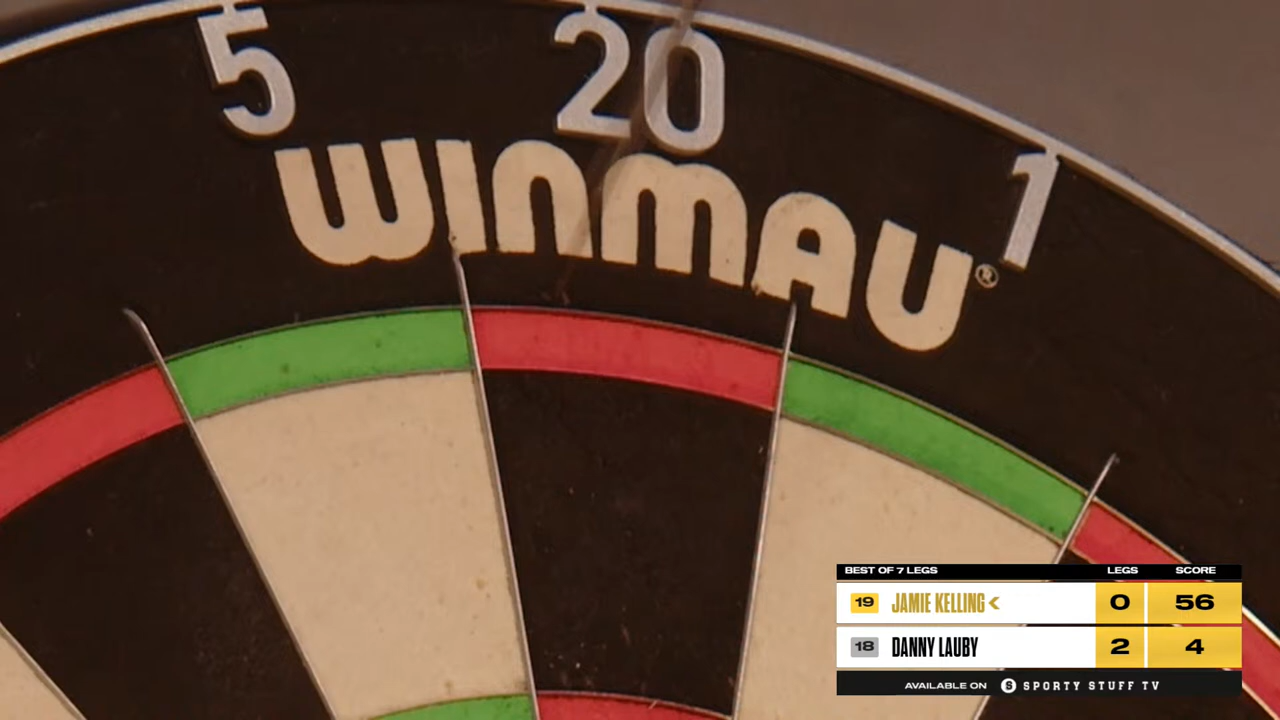 5 20 1
WINMAU®
BEST OF 7 LEGS LEGS SCORE
19 JAMIE KELLING 0 56
18 DANNY LAUBY 2 4
AVAILABLE ON S SPORTY STUFF TV